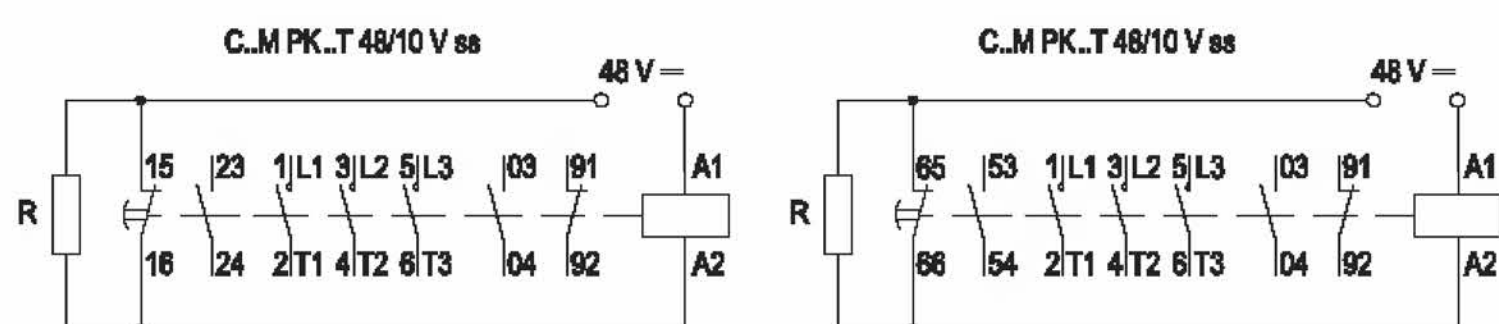 C..M PK..T 48/10 V ss
48 V
15 23 1 L1 3 L2 5 L3 03 91 A1
R
16 24 2 T1 4 T2 6 T3 04 92 A2
C..M PK..T 48/10 V ss
48 V
65 53 1 L1 3 L2 5 L3 03 91 A1
R
66 54 2 T1 4 T2 6 T3 04 92 A2